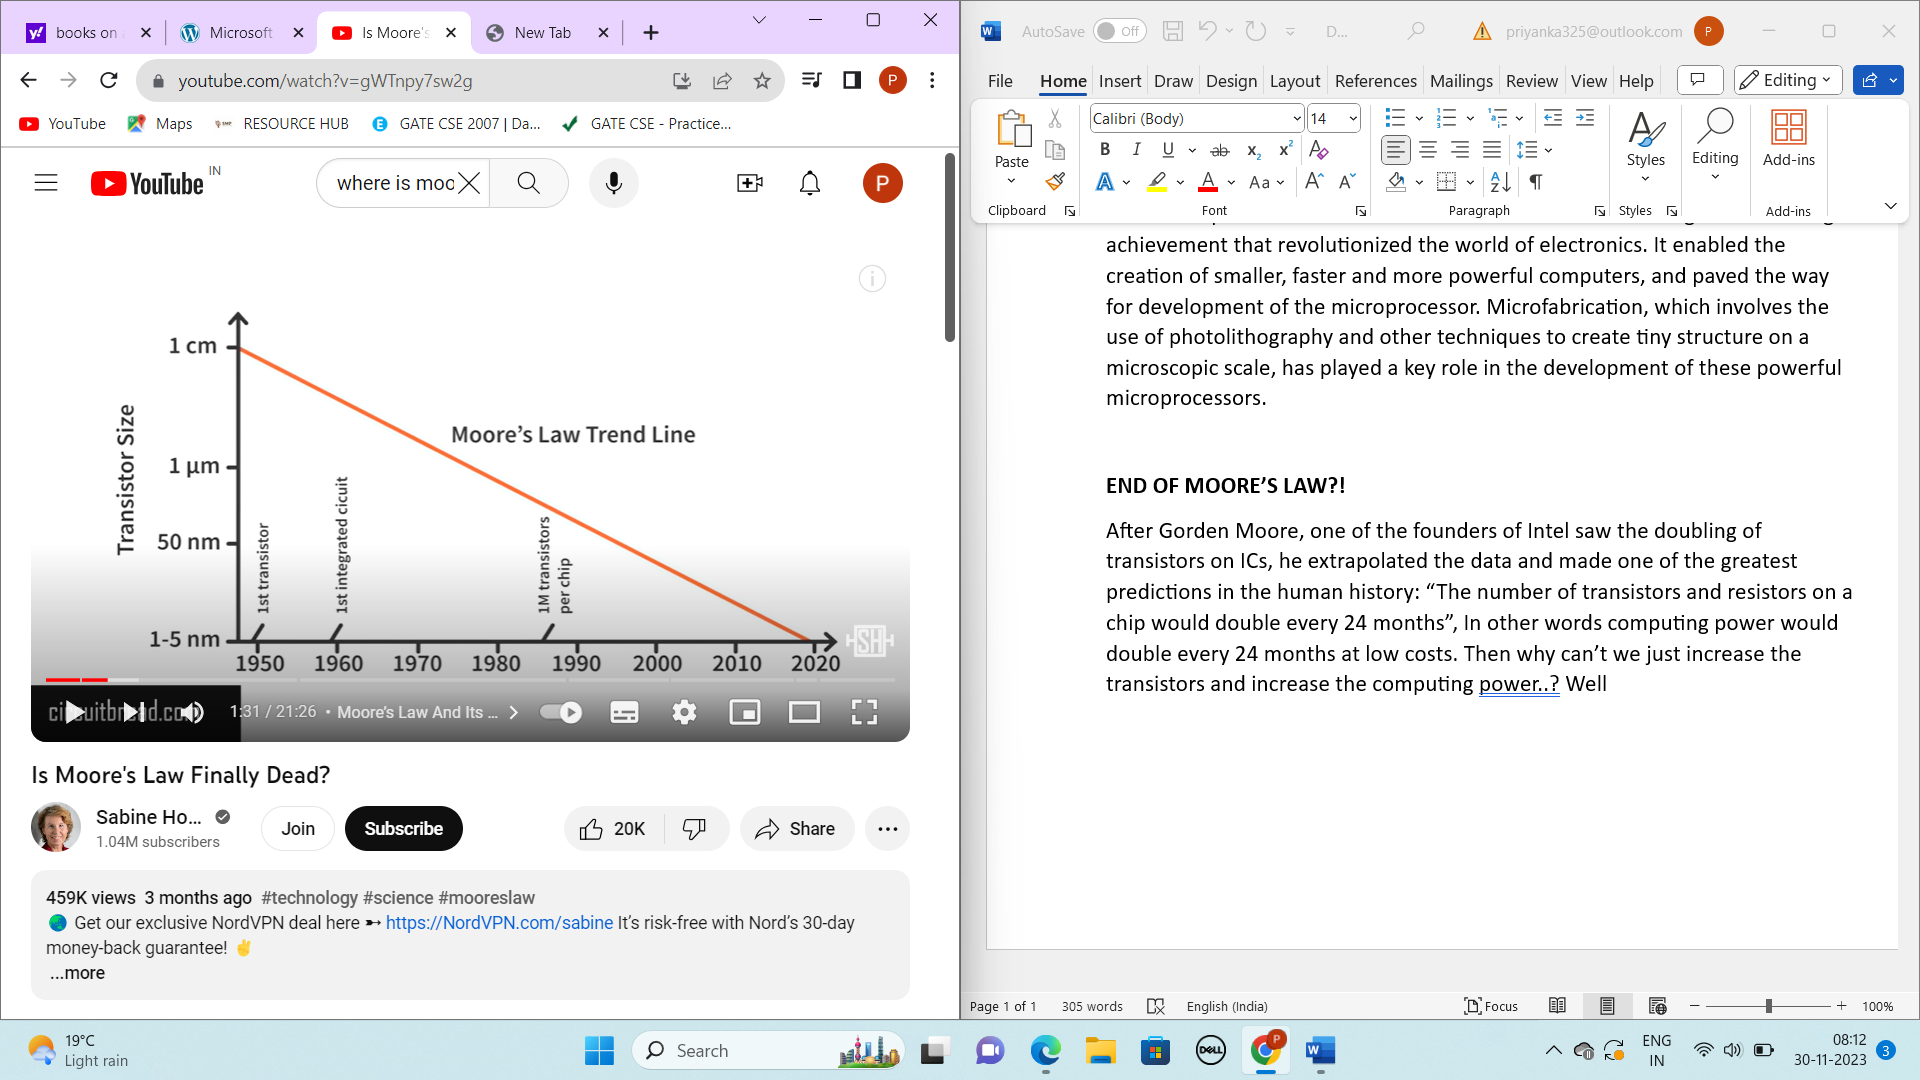 books on
Microsoft
Is Moore's
New Tab
youtube.com/watch?v=gWTnpy7sw2g
YouTube
Maps
RESOURCE HUB
GATE CSE 2007 | Da...
GATE CSE - Practice...
YouTube IN
where is moo
P
1 cm
1 μm
50 nm
1-5 nm
Transistor Size
Moore's Law Trend Line
1st transistor
1st integrated cicuit
1M transistors
per chip
1950 1960 1970 1980 1990 2000 2010 2020
SH
1:31 / 21:26 • Moore's Law And Its ...
Is Moore's Law Finally Dead?
Sabine Ho...
1.04M subscribers
Join
Subscribe
20K
Share
459K views 3 months ago #technology #science #mooreslaw
Get our exclusive NordVPN deal here ➵ https://NordVPN.com/sabine It's risk-free with Nord's 30-day
money-back guarantee!
...more
AutoSave Off
D...
priyanka325@outlook.com
P
File Home Insert Draw Design Layout References Mailings Review View Help
Editing
Paste
Calibri (Body) 14
Styles
Editing
Add-ins
Clipboard
Font
Paragraph
Styles
Add-ins
achievement that revolutionized the world of electronics. It enabled the
creation of smaller, faster and more powerful computers, and paved the way
for development of the microprocessor. Microfabrication, which involves the
use of photolithography and other techniques to create tiny structure on a
microscopic scale, has played a key role in the development of these powerful
microprocessors.
END OF MOORE'S LAW?!
After Gorden Moore, one of the founders of Intel saw the doubling of
transistors on ICs, he extrapolated the data and made one of the greatest
predictions in the human history: “The number of transistors and resistors on a
chip would double every 24 months”, In other words computing power would
double every 24 months at low costs. Then why can't we just increase the
transistors and increase the computing power..? Well
Page 1 of 1
305 words
English (India)
Focus
100%
19°C
Light rain
Search
DELL
ENG
IN
08:12
30-11-2023
3